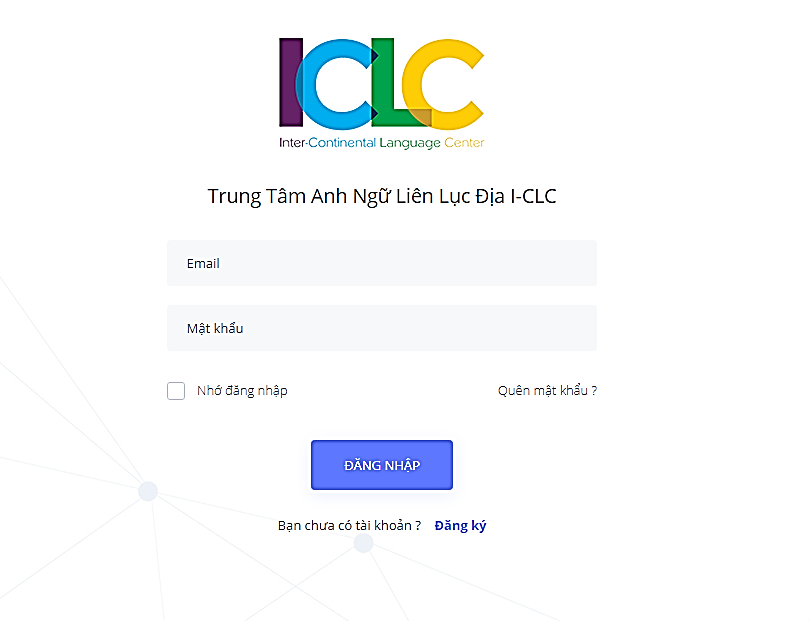 ICLC
Inter-Continental Language Center
Trung Tâm Anh Ngữ Liên Lục Địa I-CLC
Email
Mật khẩu
Nhớ đăng nhập
Quên mật khẩu ?
ĐĂNG NHẬP
Bạn chưa có tài khoản ? Đăng ký